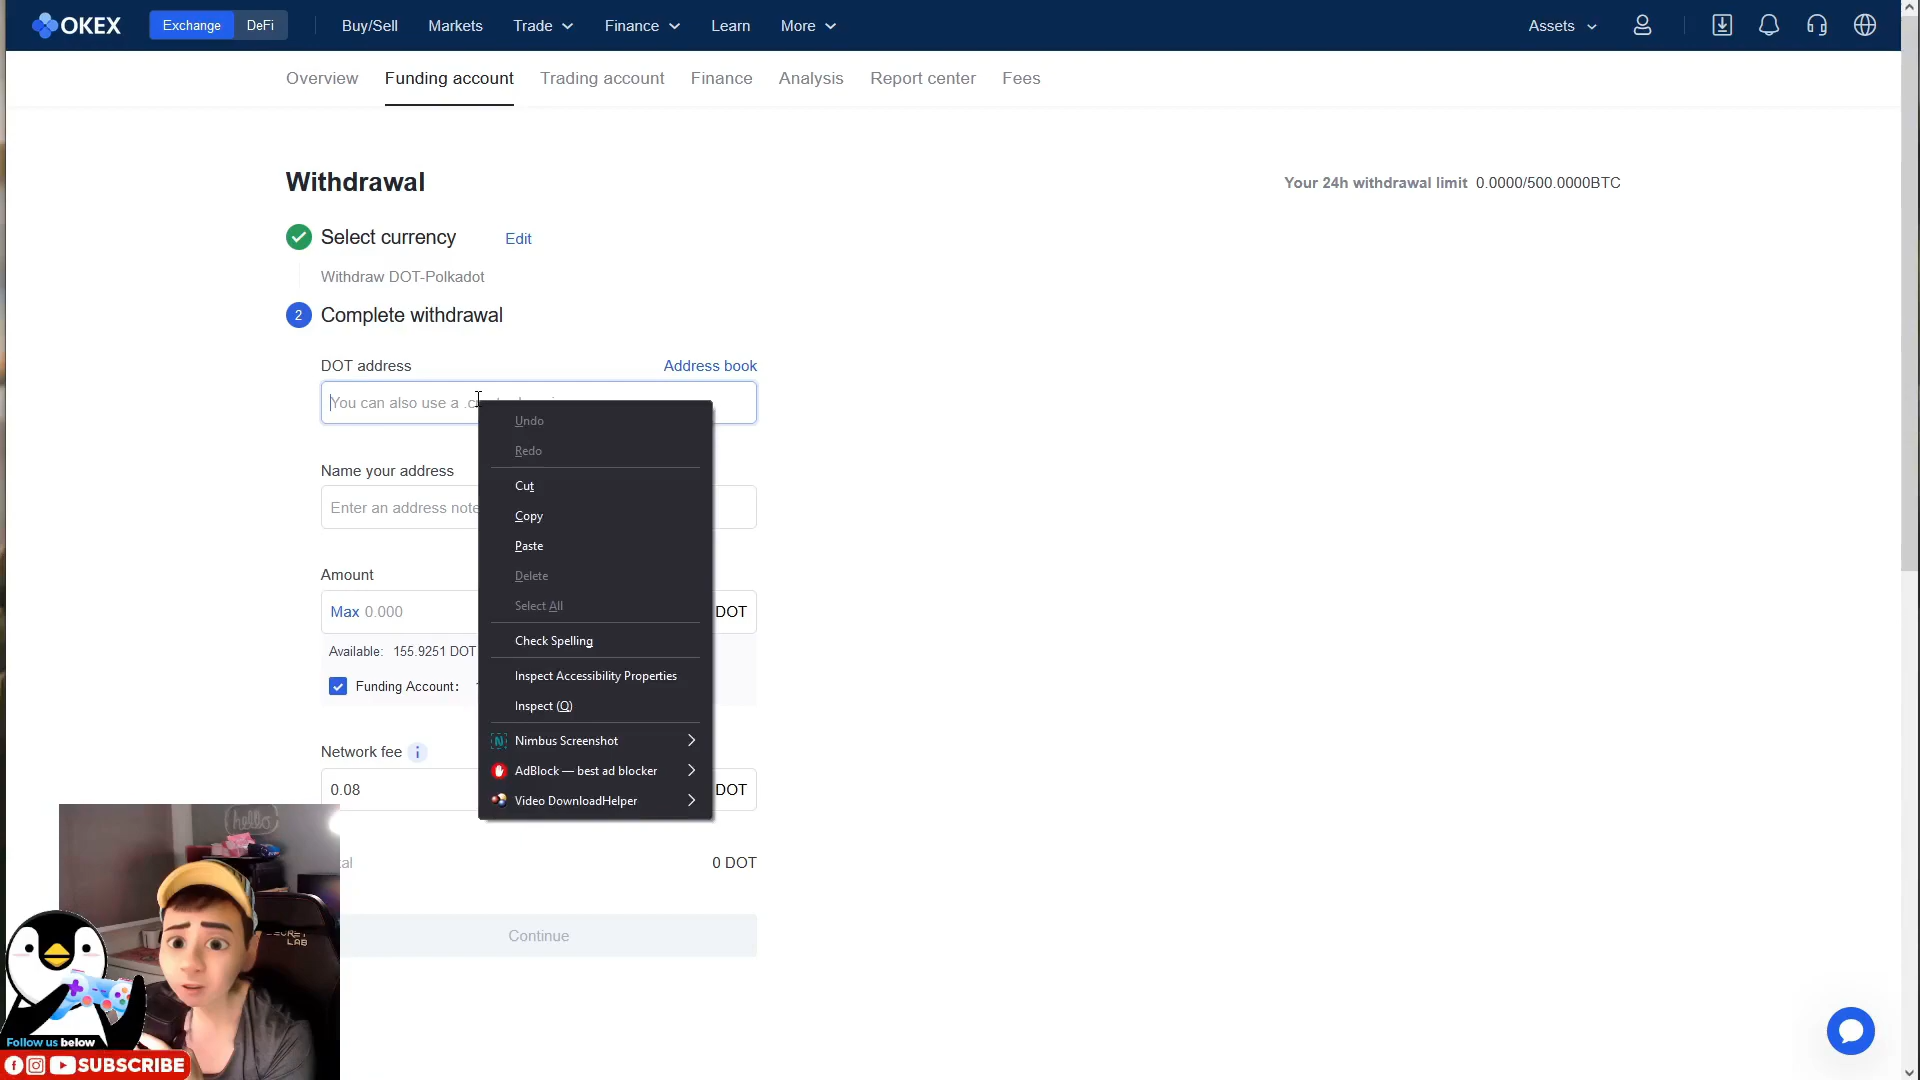 OKEX
Exchange
DeFi
Buy/Sell
Markets
Trade
Finance
Learn
More
Assets
Overview
Funding account
Trading account
Finance
Analysis
Report center
Fees
Withdrawal
Your 24h withdrawal limit 0.0000/500.0000BTC
Select currency
Edit
Withdraw DOT-Polkadot
2
Complete withdrawal
DOT address
Address book
You can also use a
Undo
Redo
Name your address
Cut
Enter an address note
Copy
Paste
Amount
Delete
Max 0.000
Select All
DOT
Check Spelling
Available: 155.9251 DOT
Inspect Accessibility Properties
Funding Account:
Inspect (Q)
Nimbus Screenshot
Network fee
AdBlock — best ad blocker
0.08
DOT
Video DownloadHelper
hello
0 DOT
Continue
SECRET
LAB
Follow us below
SUBSCRIBE